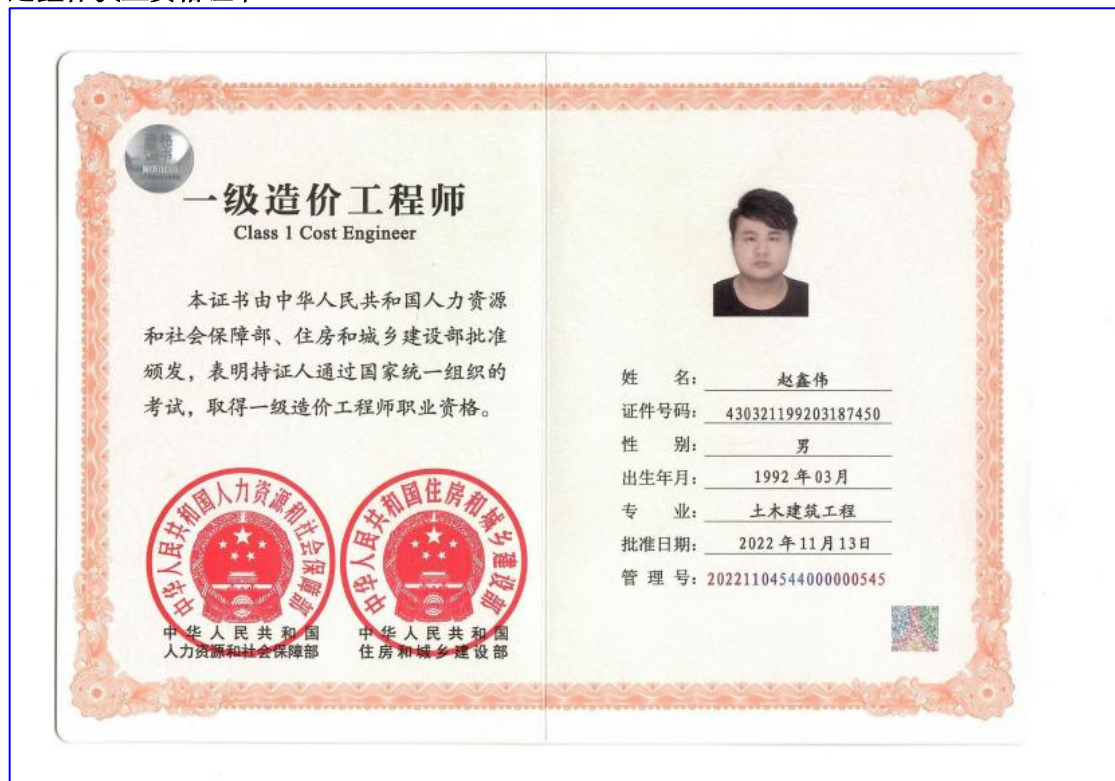 一级造价工程师
Class 1 Cost Engineer
本证书由中华人民共和国人力资源
和社会保障部、住房和城乡建设部批准
颁发，表明持证人通过国家统一组织的
考试，取得一级造价工程师职业资格。
中华人民共和国人力资源和社会保障部
中华人民共和国住房和城乡建设部
中华人民共和国
人力资源和社会保障部
中华人民共和国
住房和城乡建设部
姓 名：赵鑫伟
证件号码：430321199203187450
性 别：男
出生年月：1992年03月
专 业：土木建筑工程
批准日期：2022年11月13日
管 理 号：20221104544000000545